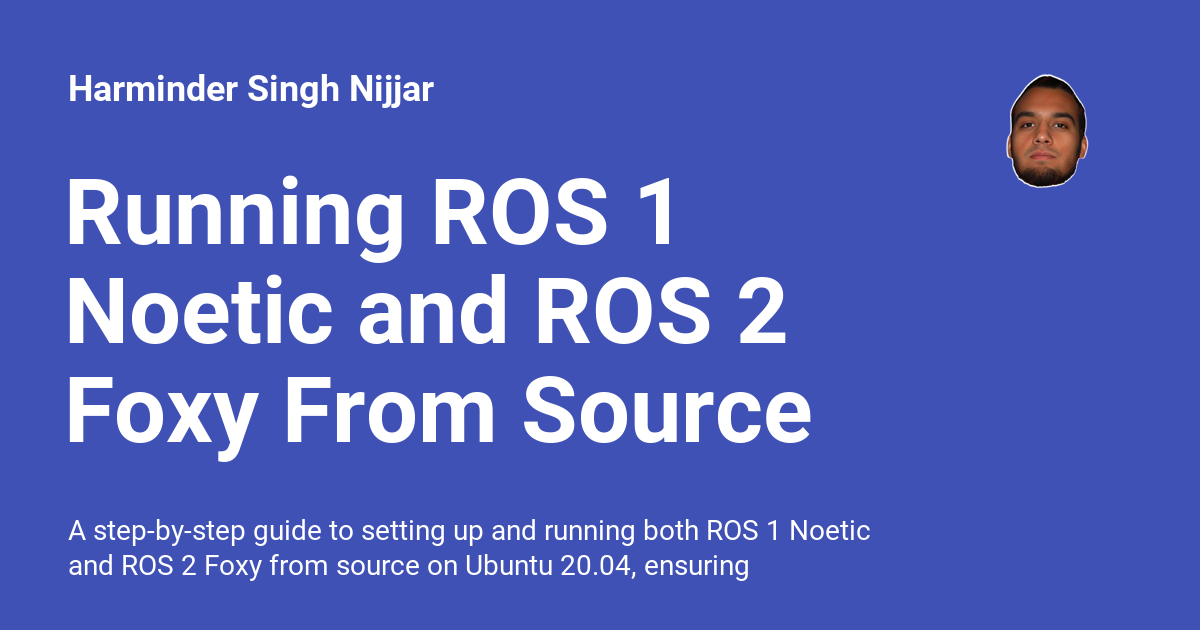 Harminder Singh Nijjar
Running ROS 1
Noetic and ROS 2
Foxy From Source
A step-by-step guide to setting up and running both ROS 1 Noetic
and ROS 2 Foxy from source on Ubuntu 20.04, ensuring